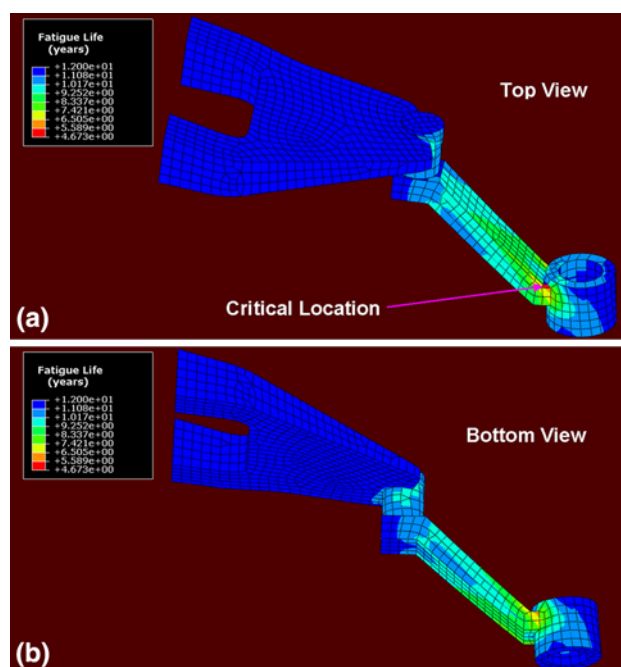 Fatigue Life
(years)
+1.200e+01
+1.108e+01
+1.017e+01
+9.252e+00
+8.337e+00
+7.421e+00
+6.505e+00
+5.589e+00
+4.673e+00
Top View
Critical Location
(a)
Fatigue Life
(years)
+1.200e+01
+1.108e+01
+1.017e+01
+9.252e+00
+8.337e+00
+7.421e+00
+6.505e+00
+5.589e+00
+4.673e+00
Bottom View
(b)